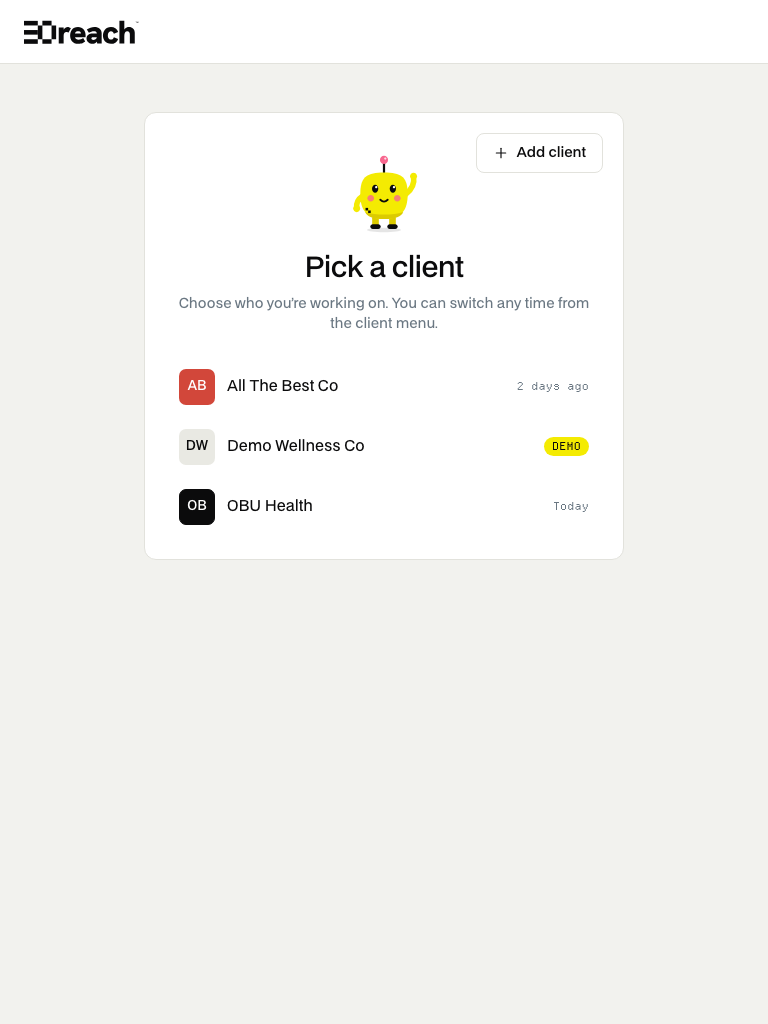 reach
Add client
Pick a client
Choose who you're working on. You can switch any time from
the client menu.
AB All The Best Co 2 days ago
DW Demo Wellness Co DEMO
OB OBU Health Today